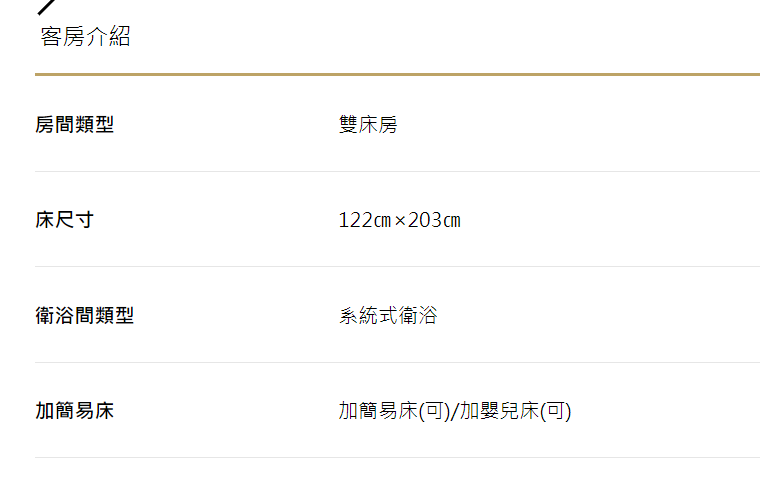 客房介紹
房間類型 雙床房
床尺寸 122㎝×203㎝
衛浴間類型 系統式衛浴
加簡易床 加簡易床(可)/加嬰兒床(可)